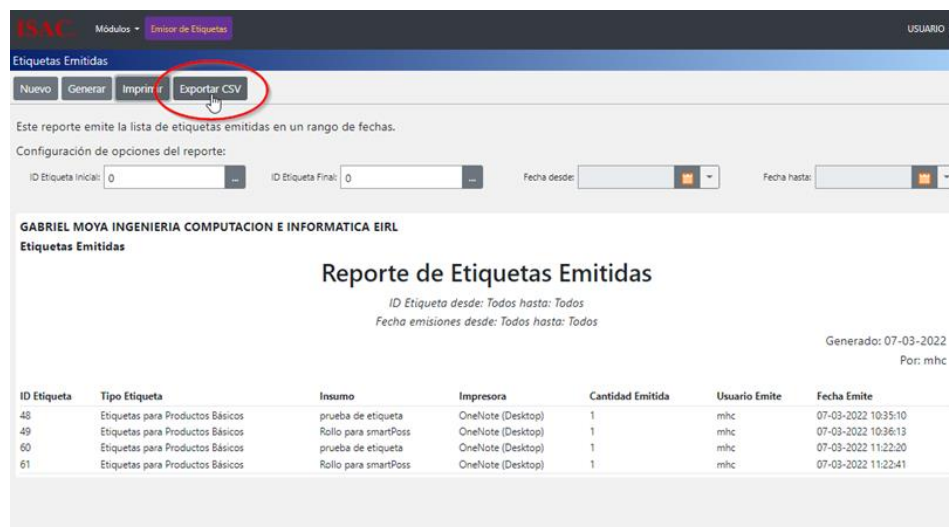 ISAC. Módulos Emisor de Etiquetas USUARIO
Etiquetas Emitidas
Nuevo Generar Imprimir Exportar CSV
Este reporte emite la lista de etiquetas emitidas en un rango de fechas.
Configuración de opciones del reporte:
ID Etiqueta Inicial: 0 ... ID Etiqueta Final: 0 ... Fecha desde: Fecha hasta:
GABRIEL MOYA INGENIERIA COMPUTACION E INFORMATICA EIRL
Etiquetas Emitidas
Reporte de Etiquetas Emitidas
ID Etiqueta desde: Todos hasta: Todos
Fecha emisiones desde: Todos hasta: Todos
Generado: 07-03-2022
Por: mhc
ID Etiqueta Tipo Etiqueta Insumo Impresora Cantidad Emitida Usuario Emite Fecha Emite
48 Etiquetas para Productos Básicos prueba de etiqueta OneNote (Desktop) 1 mhc 07-03-2022 10:35:10
49 Etiquetas para Productos Básicos Rollo para smartPoss OneNote (Desktop) 1 mhc 07-03-2022 10:36:13
60 Etiquetas para Productos Básicos prueba de etiqueta OneNote (Desktop) 1 mhc 07-03-2022 11:22:20
61 Etiquetas para Productos Básicos Rollo para smartPoss OneNote (Desktop) 1 mhc 07-03-2022 11:22:41